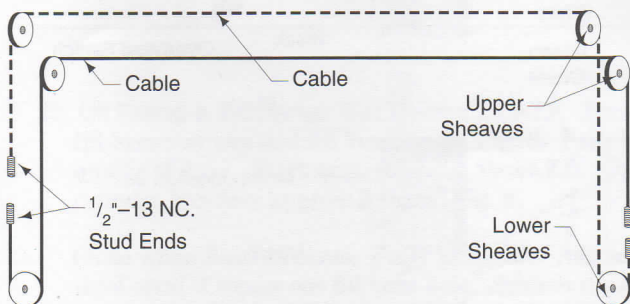 Cable
Cable
Upper
Sheaves
1/2"–13 NC.
Stud Ends
Lower
Sheaves